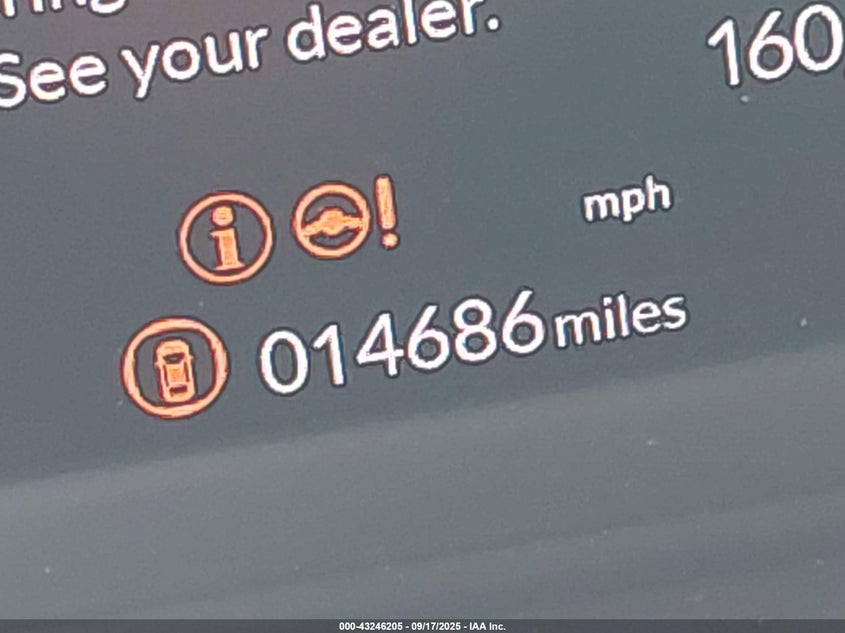 See your dealer.
160
mph
014686 miles
000-43246205 - 09/17/2025 - IAA Inc.